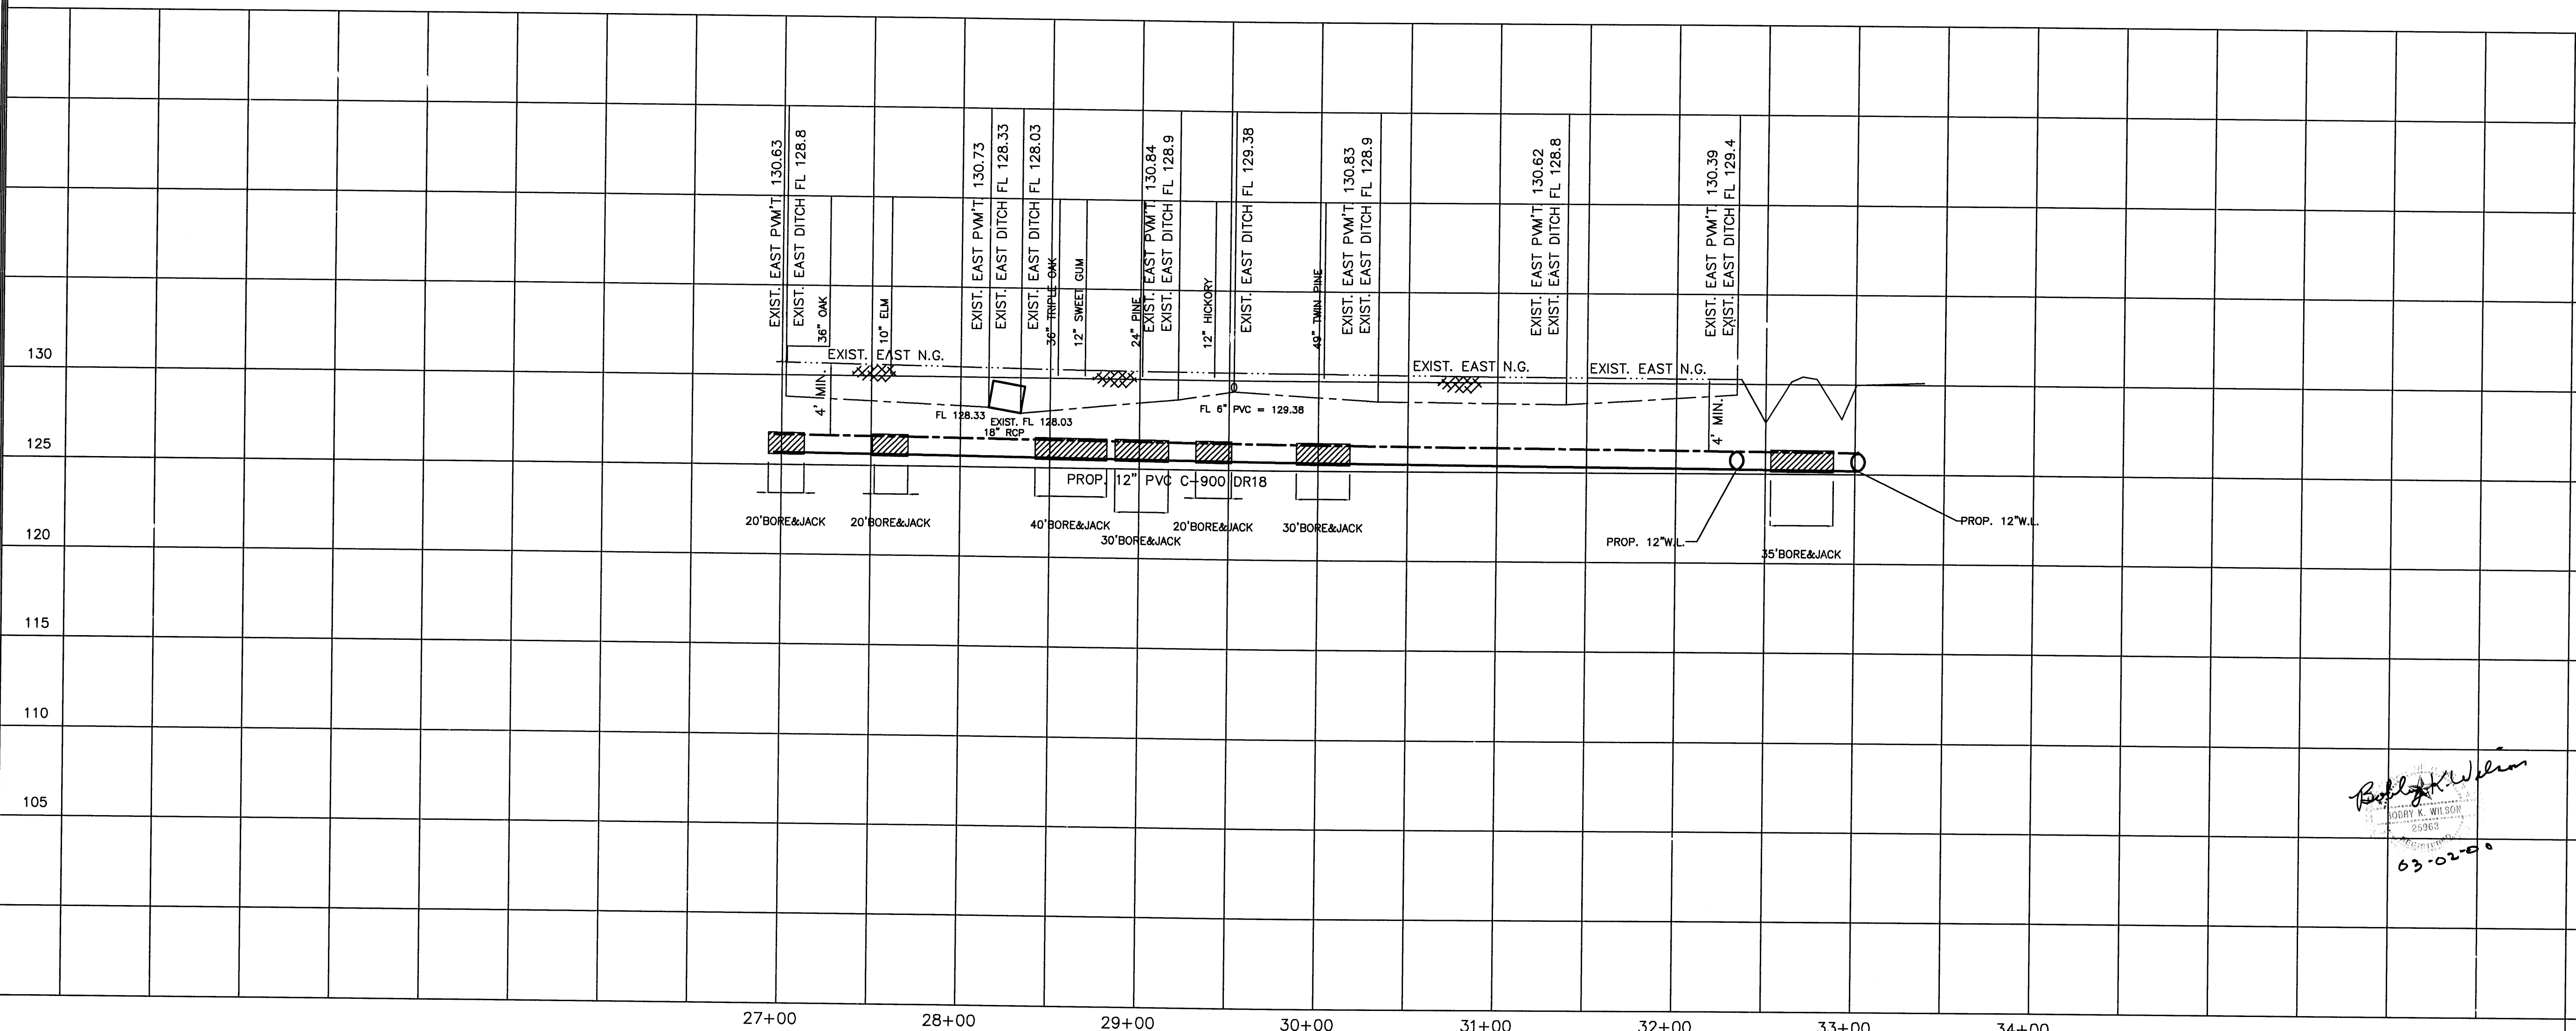 EXIST. EAST PVM'T. 130.63
EXIST. EAST DITCH FL 128.8
36" OAK
10" ELM
EXIST. EAST PVM'T. 130.73
EXIST. EAST DITCH FL 128.33
EXIST. EAST DITCH FL 128.03
36" TRIPLE OAK
12" SWEET GUM
24" PINE
EXIST. EAST PVM'T. 130.84
EXIST. EAST DITCH FL 128.9
12" HICKORY
EXIST. EAST DITCH FL 129.38
49" TWIN PINE
EXIST. EAST PVM'T. 130.83
EXIST. EAST DITCH FL 128.9
EXIST. EAST PVM'T. 130.62
EXIST. EAST DITCH FL 128.8
EXIST. EAST PVM'T. 130.39
EXIST. EAST DITCH FL 129.4
130
EXIST. EAST N.G.
EXIST. EAST N.G.
EXIST. EAST N.G.
4' MIN.
FL 128.33
EXIST. FL 128.03
18" RCP
FL 6" PVC = 129.38
4' MIN.
125
PROP. 12" PVC C-900 DR18
20'BORE&JACK
20'BORE&JACK
40'BORE&JACK
30'BORE&JACK
20'BORE&JACK
30'BORE&JACK
PROP. 12"W.L.
PROP. 12"W.L.
35'BORE&JACK
120
115
110
105
Bobby K. Wilson
BOBBY K. WILSON
25963
REGISTERED
03-02-00
27+00
28+00
29+00
30+00
31+00
32+00
33+00
34+00